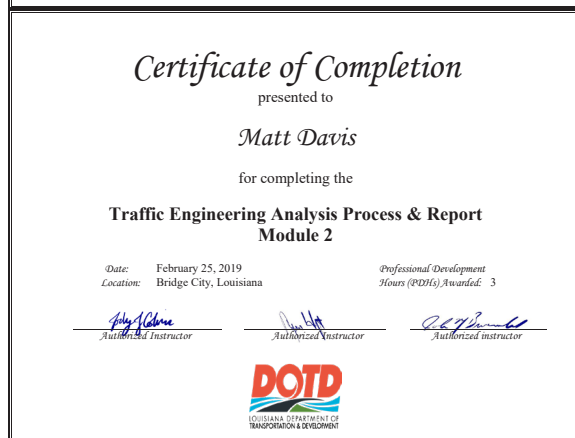 Certificate of Completion
presented to
Matt Davis
for completing the
Traffic Engineering Analysis Process & Report
Module 2
Date: February 25, 2019
Location: Bridge City, Louisiana
Professional Development
Hours (PDHs) Awarded: 3
Authorized Instructor
Authorized Instructor
Authorized instructor
DOTD
LOUISIANA DEPARTMENT OF
TRANSPORTATION & DEVELOPMENT